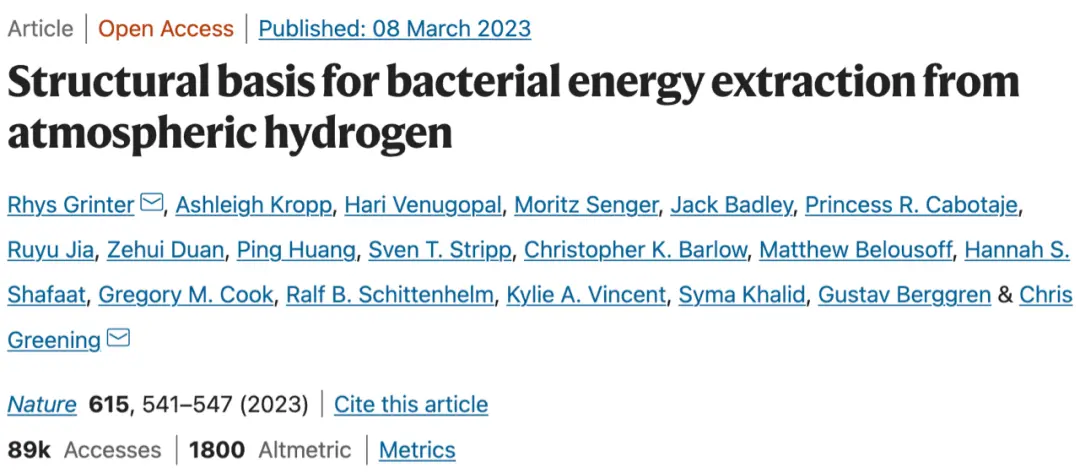 Article | Open Access | Published: 08 March 2023
Structural basis for bacterial energy extraction from
atmospheric hydrogen
Rhys Grinter, Ashleigh Kropp, Hari Venugopal, Moritz Senger, Jack Badley, Princess R. Cabotaje,
Ruyu Jia, Zehui Duan, Ping Huang, Sven T. Stripp, Christopher K. Barlow, Matthew Belousoff, Hannah S.
Shafaat, Gregory M. Cook, Ralf B. Schittenhelm, Kylie A. Vincent, Syma Khalid, Gustav Berggren & Chris
Greening
Nature 615, 541–547 (2023) | Cite this article
89k Accesses | 1800 Altmetric | Metrics